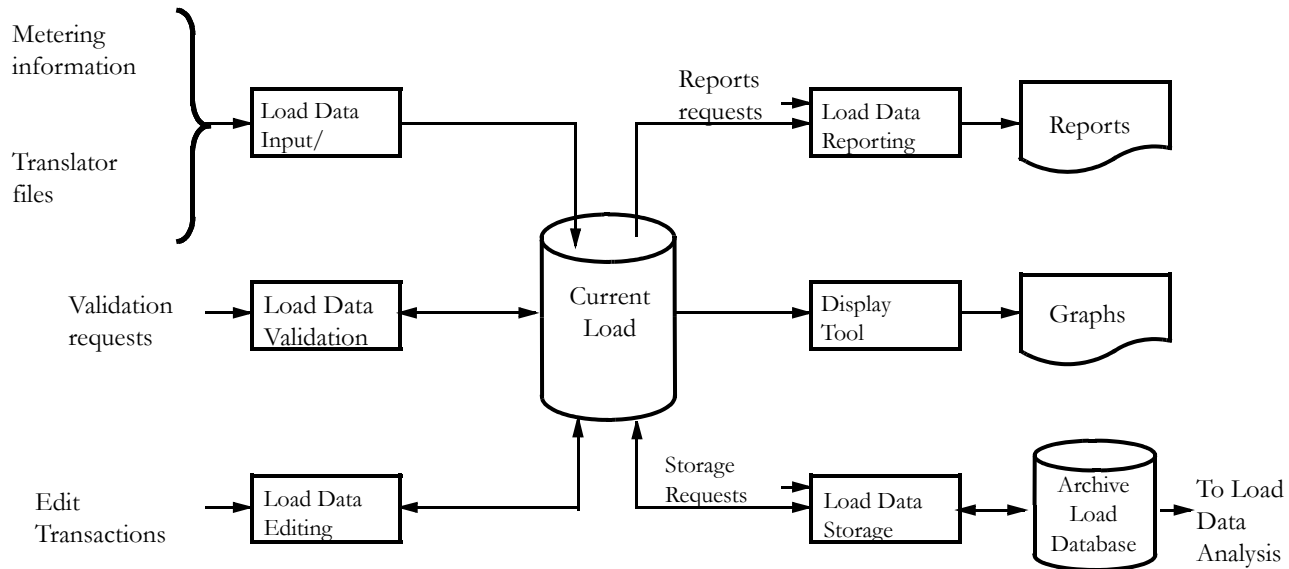 Metering
information
Translator
files
Load Data
Input/
Reports
requests
Load Data
Reporting
Reports
Validation
requests
Load Data
Validation
Current
Load
Display
Tool
Graphs
Edit
Transactions
Load Data
Editing
Storage
Requests
Load Data
Storage
Archive
Load
Database
To Load
Data
Analysis